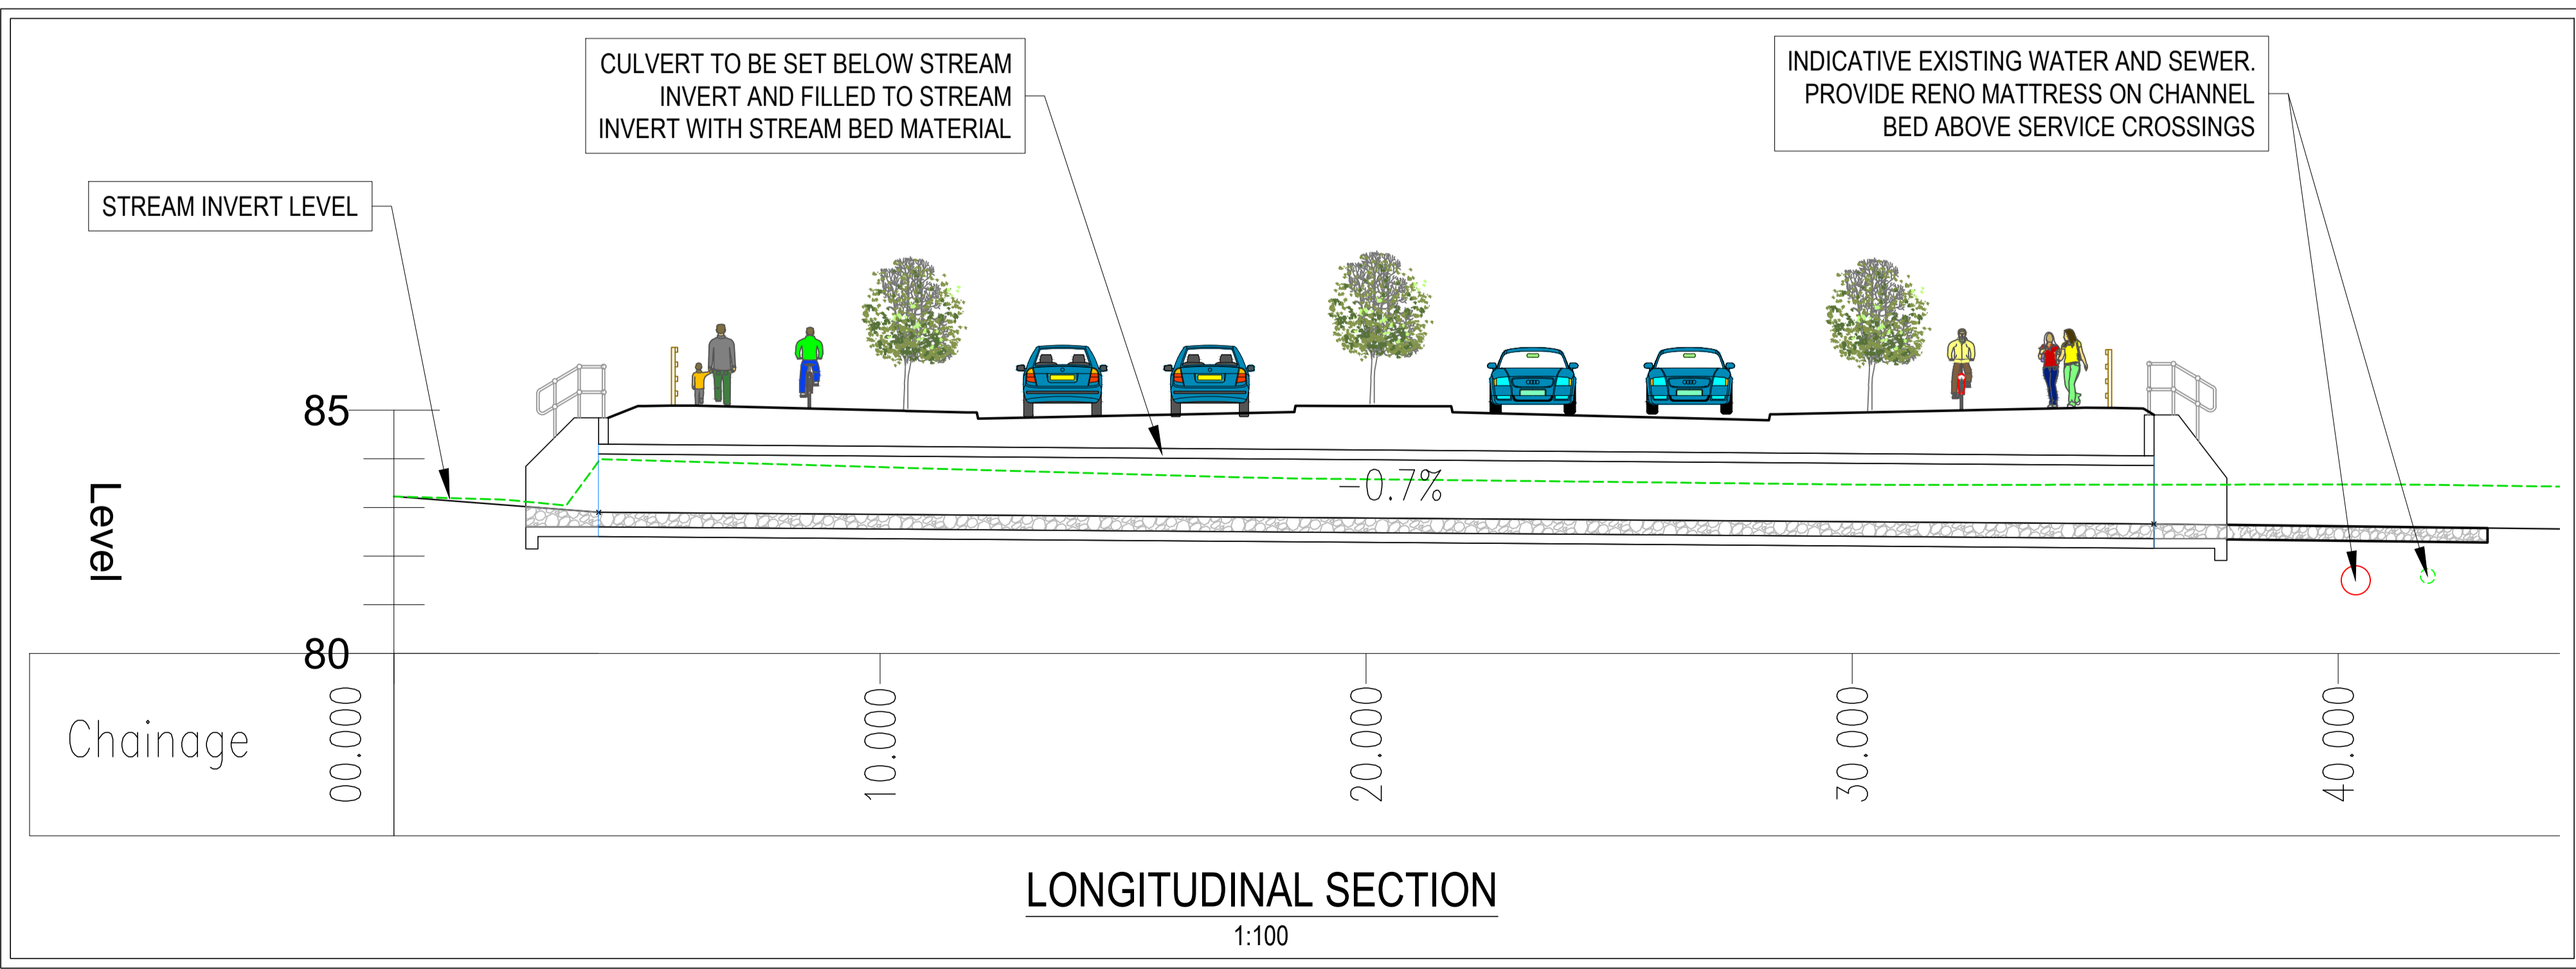 CULVERT TO BE SET BELOW STREAM
INVERT AND FILLED TO STREAM
INVERT WITH STREAM BED MATERIAL
INDICATIVE EXISTING WATER AND SEWER.
PROVIDE RENO MATTRESS ON CHANNEL
BED ABOVE SERVICE CROSSINGS
STREAM INVERT LEVEL
85
-0.7%
Level
80
Chainage
00.000
10.000
20.000
30.000
40.000
LONGITUDINAL SECTION
1:100